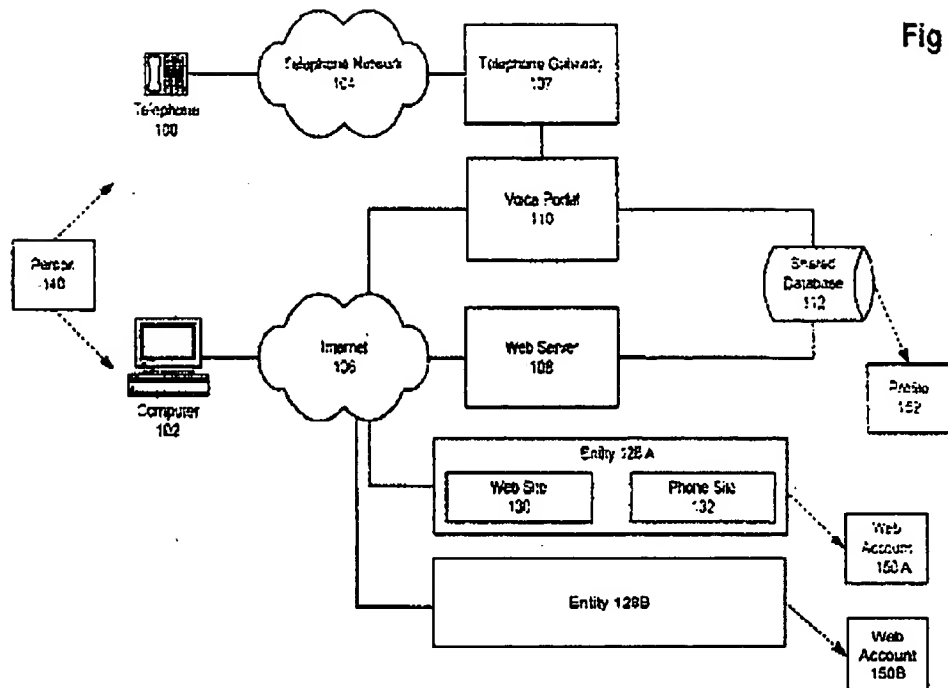 Fig
Telephone Network
104
Telephone Gateway
107
Telephone
100
Voice Portal
110
Person
140
Shared
Database
112
Internet
106
Web Server
108
Computer
102
Profile
152
Entity 128A
Web Site
130
Phone Site
132
Web
Account
150A
Entity 128B
Web
Account
150B